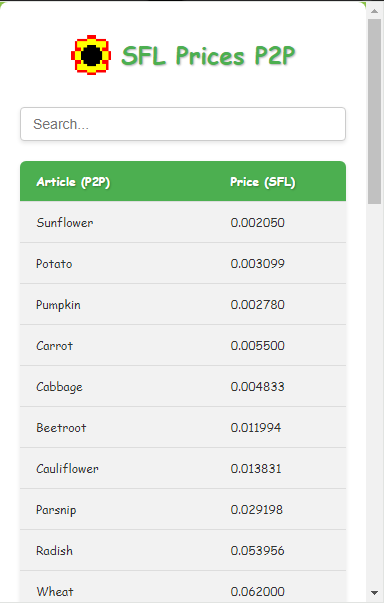 SFL Prices P2P
Search...
Article (P2P) Price (SFL)
Sunflower 0.002050
Potato 0.003099
Pumpkin 0.002780
Carrot 0.005500
Cabbage 0.004833
Beetroot 0.011994
Cauliflower 0.013831
Parsnip 0.029198
Radish 0.053956
Wheat 0.062000